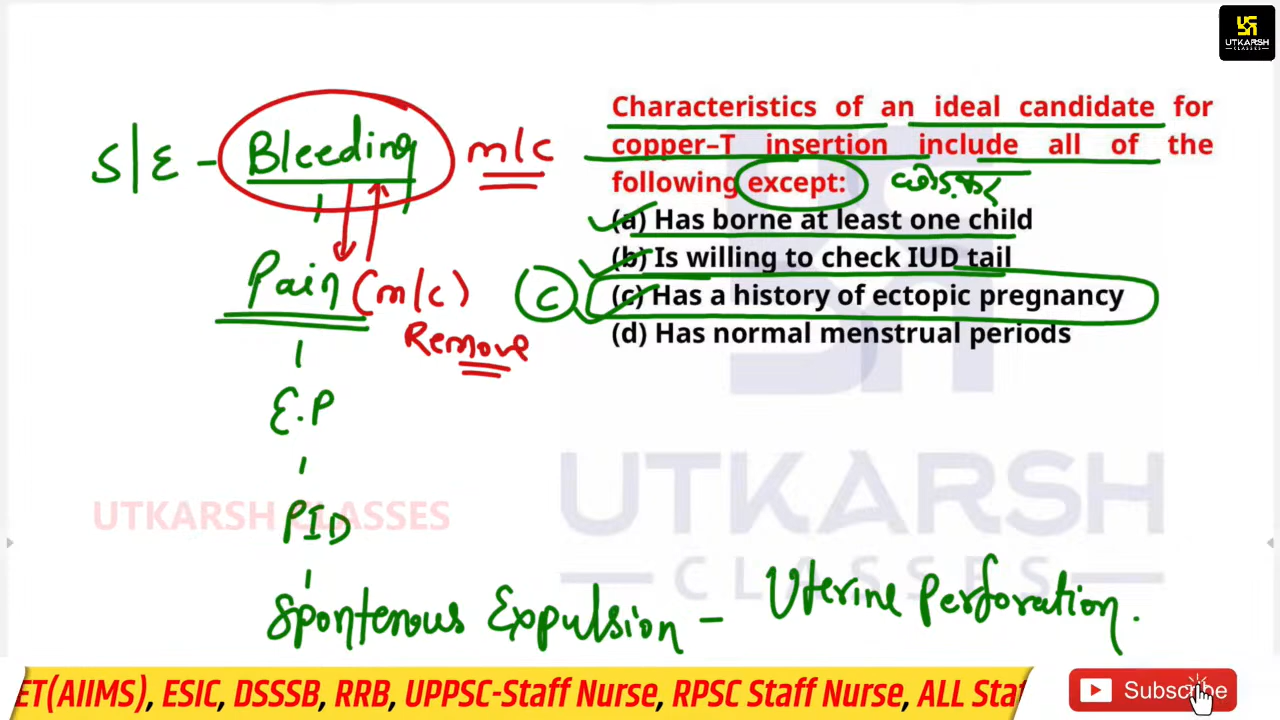 UTKARSH
CLASSES
Characteristics of an ideal candidate for
copper–T insertion include all of the
following except:
(a) Has borne at least one child
(b) Is willing to check IUD tail
(c) Has a history of ectopic pregnancy
(d) Has normal menstrual periods
S/E - Bleeding m/c
Pain (m/c)
Remove
C
E.P
PID
Spontenous Expulsion - Uterine Perforation.
UTKARSH CLASSES
UTKARSH
CLASSES
ET(AIIMS), ESIC, DSSSB, RRB, UPPSC-Staff Nurse, RPSC Staff Nurse, ALL Sta
Subscribe